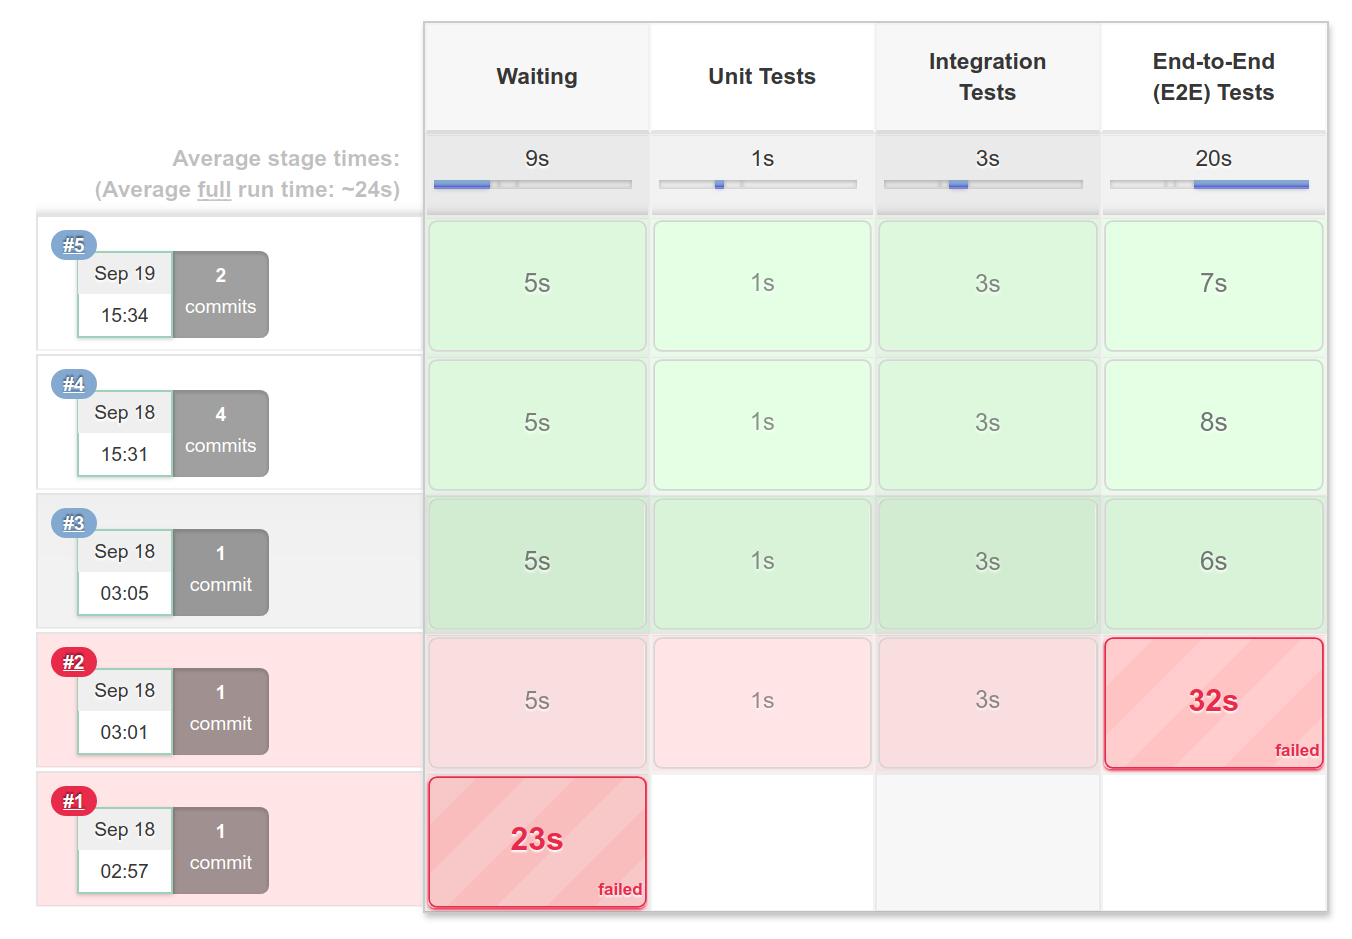 Waiting
Unit Tests
Integration
Tests
End-to-End
(E2E) Tests
Average stage times:
(Average full run time: ~24s)
9s
1s
3s
20s
#5
Sep 19
15:34
2
commits
5s
1s
3s
7s
#4
Sep 18
15:31
4
commits
5s
1s
3s
8s
#3
Sep 18
03:05
1
commit
5s
1s
3s
6s
#2
Sep 18
03:01
1
commit
5s
1s
3s
32s
failed
#1
Sep 18
02:57
1
commit
23s
failed